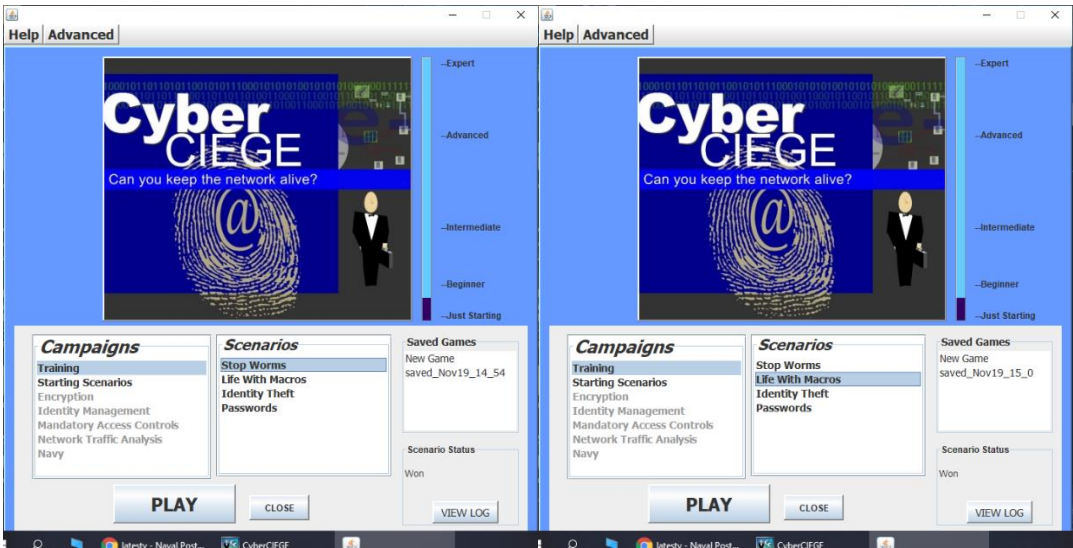 Help Advanced
Cyber
CIEGE
Can you keep the network alive?
@
--Expert
--Advanced
--Intermediate
--Beginner
--Just Starting
Campaigns
Training
Starting Scenarios
Encryption
Identity Management
Mandatory Access Controls
Network Traffic Analysis
Navy
Scenarios
Stop Worms
Life With Macros
Identity Theft
Passwords
Saved Games
New Game
saved_Nov19_14_54
Scenario Status
Won
PLAY
CLOSE
VIEW LOG
latestv - Naval Post...
CyberCIEGE
Help Advanced
Cyber
CIEGE
Can you keep the network alive?
@
--Expert
--Advanced
--Intermediate
--Beginner
--Just Starting
Campaigns
Training
Starting Scenarios
Encryption
Identity Management
Mandatory Access Controls
Network Traffic Analysis
Navy
Scenarios
Stop Worms
Life With Macros
Identity Theft
Passwords
Saved Games
New Game
saved_Nov19_15_0
Scenario Status
Won
PLAY
CLOSE
VIEW LOG
latestv - Naval Post...
CyberCIEGE